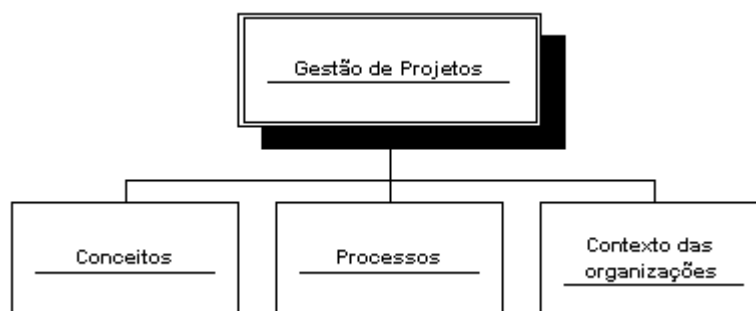 Gestão de Projetos
Conceitos
Processos
Contexto das
organizações